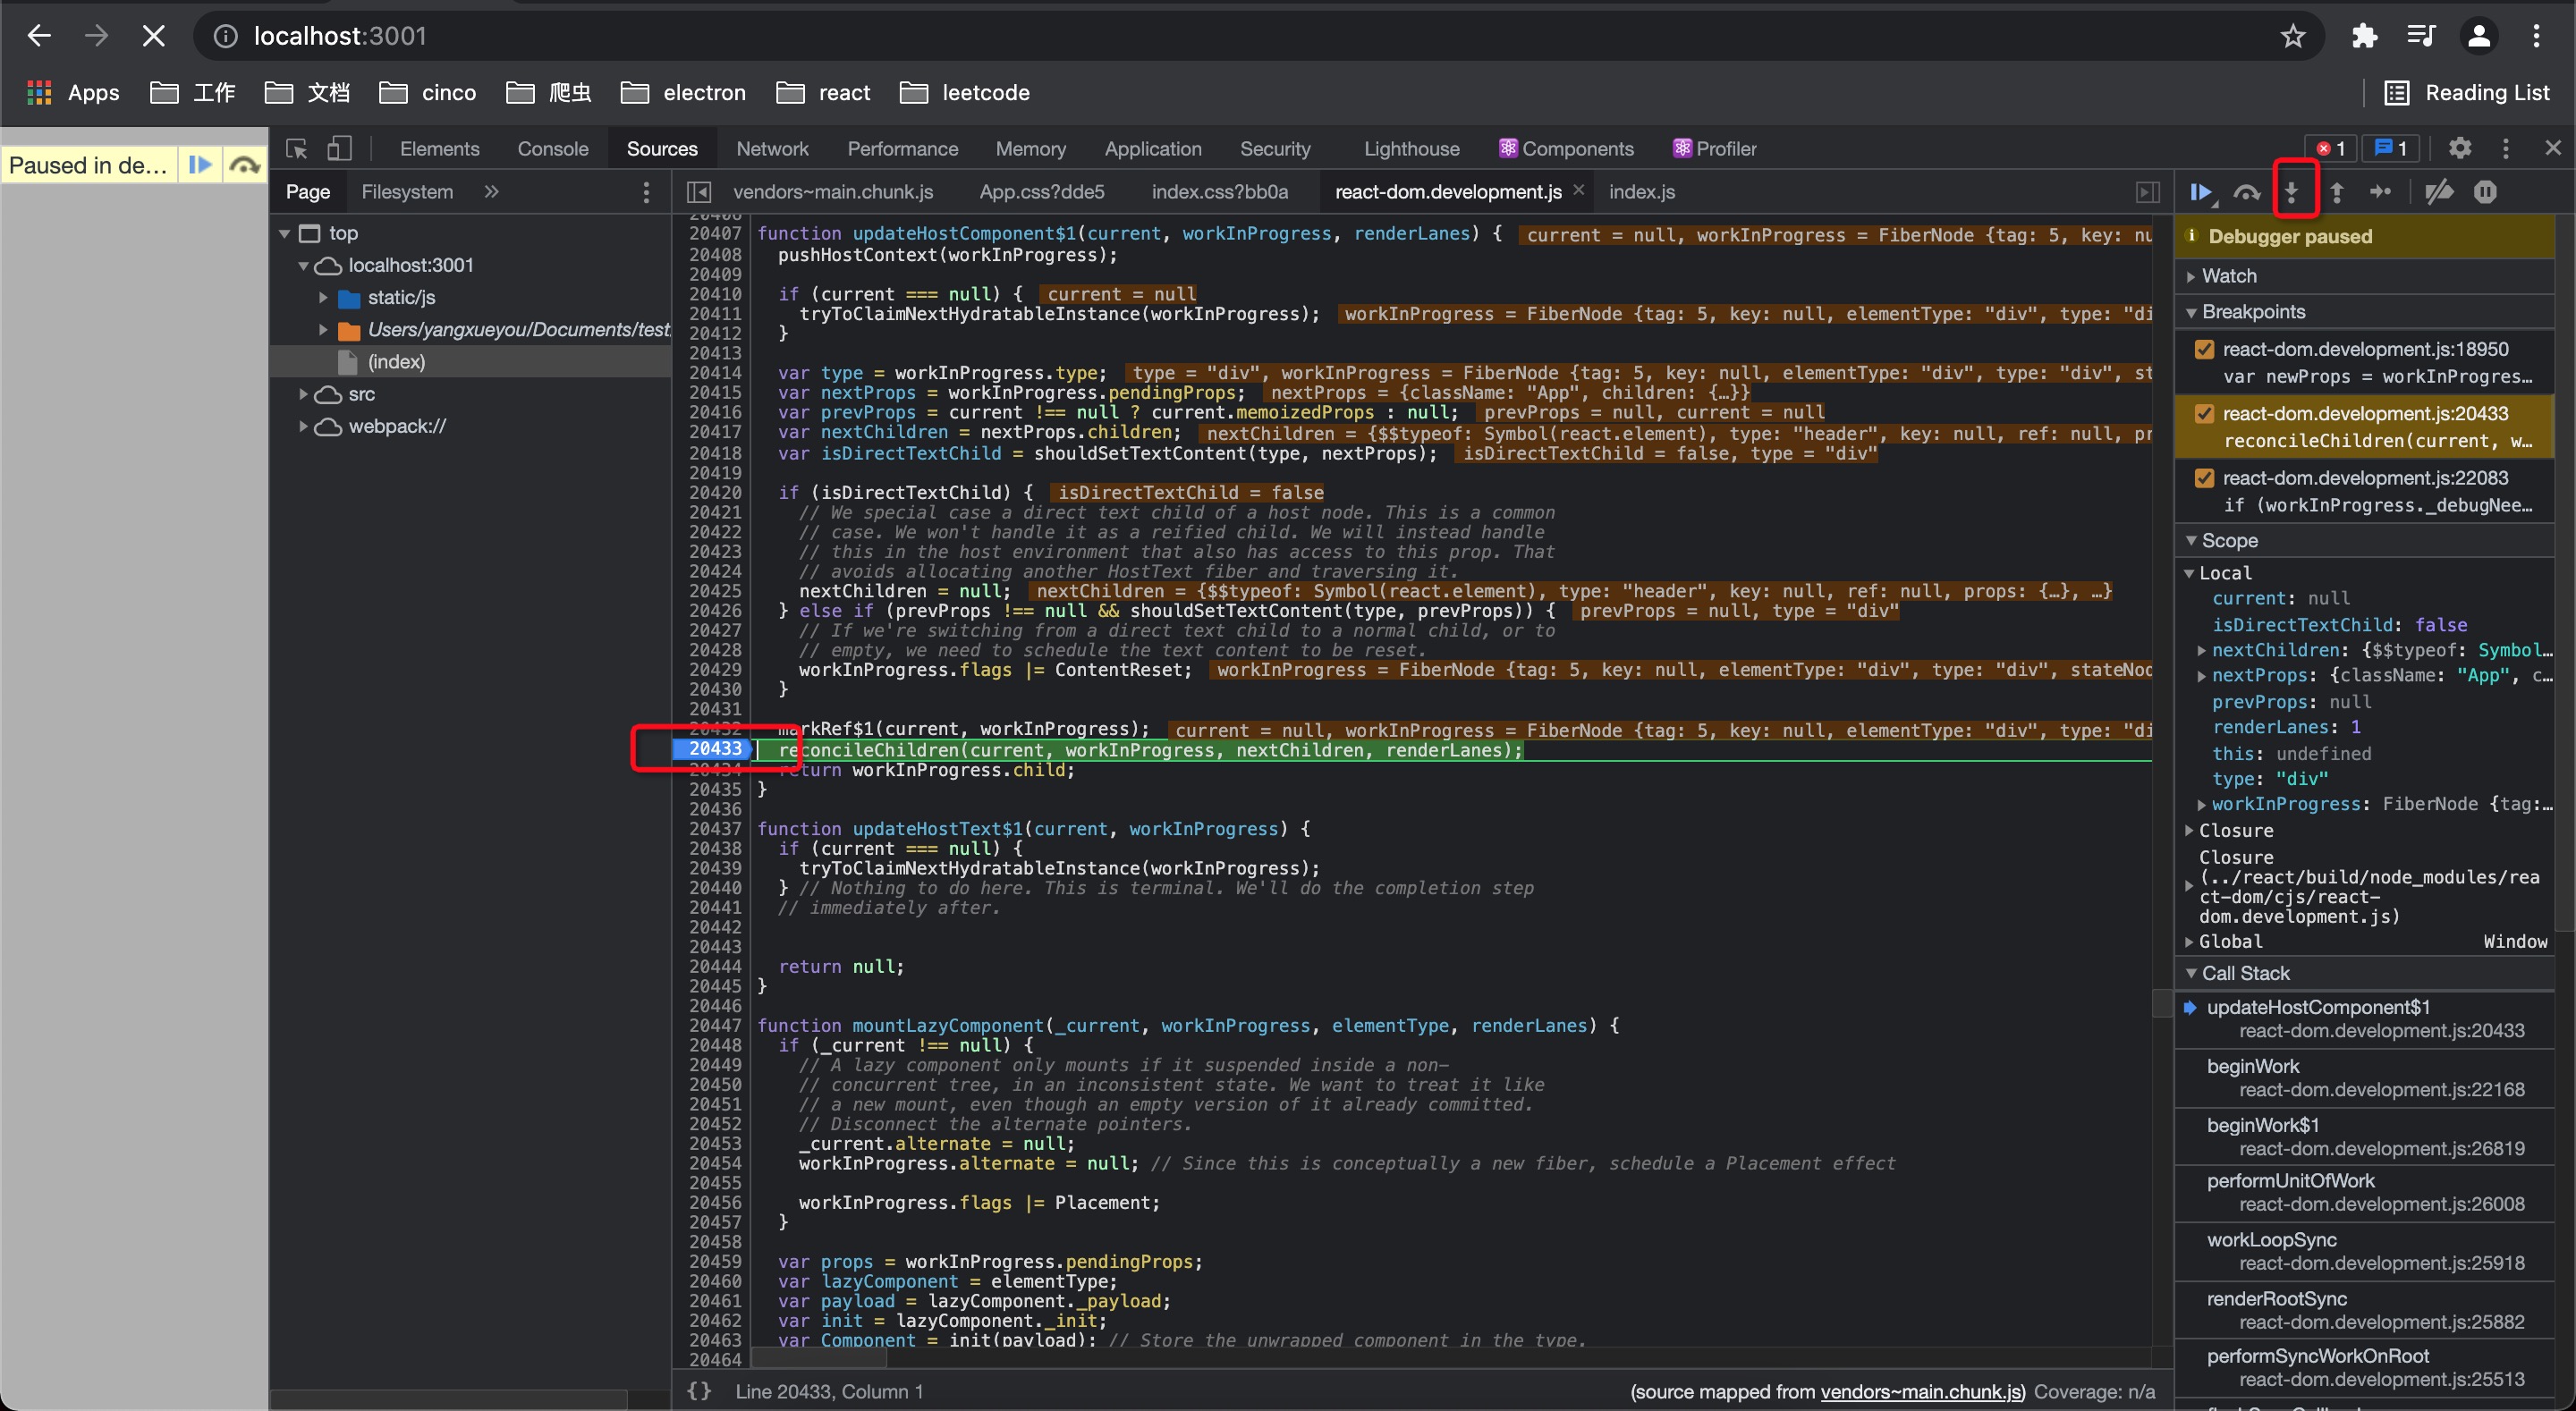 localhost:3001
Apps 工作 文档 cinco 爬虫 electron react leetcode Reading List
Paused in de…
Elements Console Sources Network Performance Memory Application Security Lighthouse Components Profiler 1 1
Page Filesystem »
vendors~main.chunk.js App.css?dde5 index.css?bb0a react-dom.development.js × index.js
top
localhost:3001
static/js
Users/yangxueyou/Documents/test
(index)
src
webpack://
20406
20407 function updateHostComponent$1(current, workInProgress, renderLanes) { current = null, workInProgress = FiberNode {tag: 5, key: nu
20408 pushHostContext(workInProgress);
20409
20410 if (current === null) { current = null
20411 tryToClaimNextHydratableInstance(workInProgress); workInProgress = FiberNode {tag: 5, key: null, elementType: "div", type: "di
20412 }
20413
20414 var type = workInProgress.type; type = "div", workInProgress = FiberNode {tag: 5, key: null, elementType: "div", type: "div", st
20415 var nextProps = workInProgress.pendingProps; nextProps = {className: "App", children: {…}}
20416 var prevProps = current !== null ? current.memoizedProps : null; prevProps = null, current = null
20417 var nextChildren = nextProps.children; nextChildren = {$$typeof: Symbol(react.element), type: "header", key: null, ref: null, pr
20418 var isDirectTextChild = shouldSetTextContent(type, nextProps); isDirectTextChild = false, type = "div"
20419
20420 if (isDirectTextChild) { isDirectTextChild = false
20421 // We special case a direct text child of a host node. This is a common
20422 // case. We won't handle it as a reified child. We will instead handle
20423 // this in the host environment that also has access to this prop. That
20424 // avoids allocating another HostText fiber and traversing it.
20425 nextChildren = null; nextChildren = {$$typeof: Symbol(react.element), type: "header", key: null, ref: null, props: {…}, …}
20426 } else if (prevProps !== null && shouldSetTextContent(type, prevProps)) { prevProps = null, type = "div"
20427 // If we're switching from a direct text child to a normal child, or to
20428 // empty, we need to schedule the text content to be reset.
20429 workInProgress.flags |= ContentReset; workInProgress = FiberNode {tag: 5, key: null, elementType: "div", type: "div", stateNo
20430 }
20431
20432 markRef$1(current, workInProgress); current = null, workInProgress = FiberNode {tag: 5, key: null, elementType: "div", type: "di
20433 reconcileChildren(current, workInProgress, nextChildren, renderLanes);
20434 return workInProgress.child;
20435 }
20436
20437 function updateHostText$1(current, workInProgress) {
20438 if (current === null) {
20439 tryToClaimNextHydratableInstance(workInProgress);
20440 } // Nothing to do here. This is terminal. We'll do the completion step
20441 // immediately after.
20442
20443
20444 return null;
20445 }
20446
20447 function mountLazyComponent(_current, workInProgress, elementType, renderLanes) {
20448 if (_current !== null) {
20449 // A lazy component only mounts if it suspended inside a non-
20450 // concurrent tree, in an inconsistent state. We want to treat it like
20451 // a new mount, even though an empty version of it already committed.
20452 // Disconnect the alternate pointers.
20453 _current.alternate = null;
20454 workInProgress.alternate = null; // Since this is conceptually a new fiber, schedule a Placement effect
20455
20456 workInProgress.flags |= Placement;
20457 }
20458
20459 var props = workInProgress.pendingProps;
20460 var lazyComponent = elementType;
20461 var payload = lazyComponent._payload;
20462 var init = lazyComponent._init;
20463 var Component = init(payload); // Store the unwrapped component in the type.
20464
{} Line 20433, Column 1 (source mapped from vendors~main.chunk.js) Coverage: n/a
Debugger paused
Watch
Breakpoints
react-dom.development.js:18950
var newProps = workInProgres…
react-dom.development.js:20433
reconcileChildren(current, w…
react-dom.development.js:22083
if (workInProgress._debugNee…
Scope
Local
current: null
isDirectTextChild: false
nextChildren: {$$typeof: Symbol…
nextProps: {className: "App", c…
prevProps: null
renderLanes: 1
this: undefined
type: "div"
workInProgress: FiberNode {tag:…
Closure
Closure
(../react/build/node_modules/rea
ct-dom/cjs/react-
dom.development.js)
Global Window
Call Stack
updateHostComponent$1
react-dom.development.js:20433
beginWork
react-dom.development.js:22168
beginWork$1
react-dom.development.js:26819
performUnitOfWork
react-dom.development.js:26008
workLoopSync
react-dom.development.js:25918
renderRootSync
react-dom.development.js:25882
performSyncWorkOnRoot
react-dom.development.js:25513